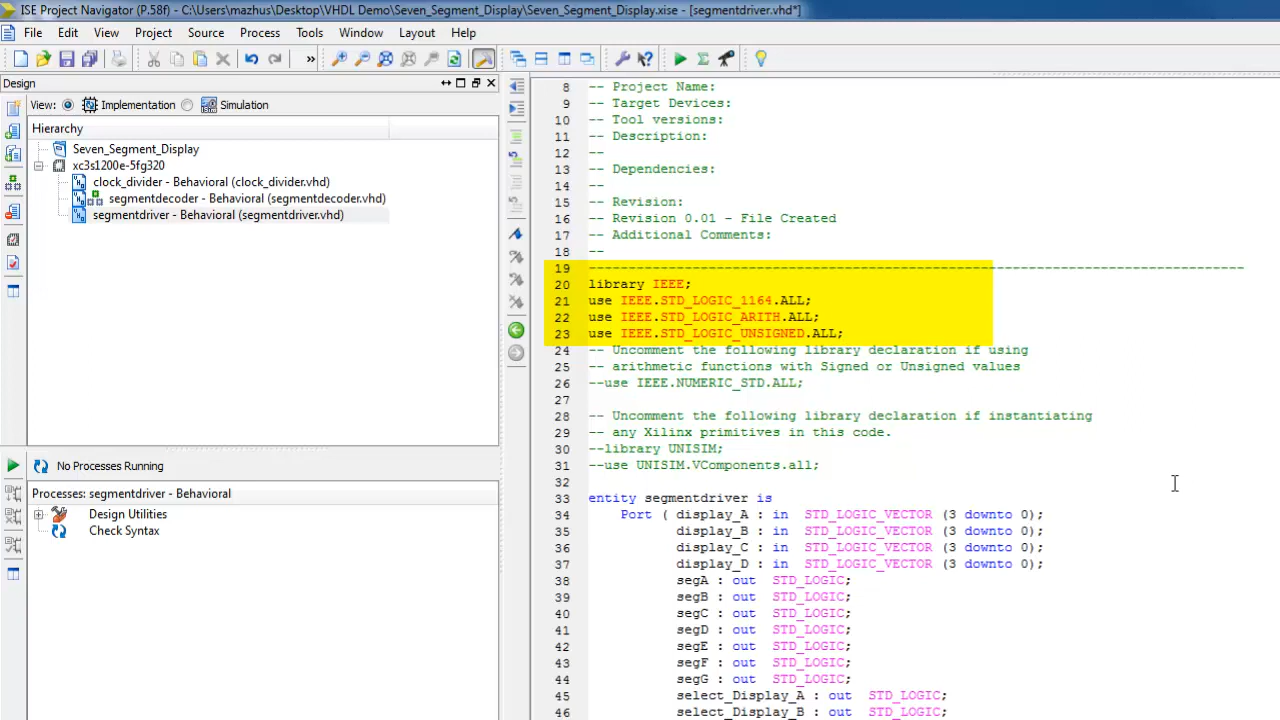 ISE Project Navigator (P.58f) - C:\Users\mazhus\Desktop\VHDL Demo\Seven_Segment_Display\Seven_Segment_Display.xise - [segmentdriver.vhd*]
File Edit View Project Source Process Tools Window Layout Help
»
Design
View: Implementation Simulation
Hierarchy
Seven_Segment_Display
xc3s1200e-5fg320
clock_divider - Behavioral (clock_divider.vhd)
segmentdecoder - Behavioral (segmentdecoder.vhd)
segmentdriver - Behavioral (segmentdriver.vhd)
No Processes Running
Processes: segmentdriver - Behavioral
Design Utilities
Check Syntax
8 -- Project Name:
9 -- Target Devices:
10 -- Tool versions:
11 -- Description:
12 --
13 -- Dependencies:
14 --
15 -- Revision:
16 -- Revision 0.01 - File Created
17 -- Additional Comments:
18 --
19 ----------------------------------------------------------------------------------
20 library IEEE;
21 use IEEE.STD_LOGIC_1164.ALL;
22 use IEEE.STD_LOGIC_ARITH.ALL;
23 use IEEE.STD_LOGIC_UNSIGNED.ALL;
24 -- Uncomment the following library declaration if using
25 -- arithmetic functions with Signed or Unsigned values
26 --use IEEE.NUMERIC_STD.ALL;
27
28 -- Uncomment the following library declaration if instantiating
29 -- any Xilinx primitives in this code.
30 --library UNISIM;
31 --use UNISIM.VComponents.all;
32
33 entity segmentdriver is
34 Port ( display_A : in STD_LOGIC_VECTOR (3 downto 0);
35 display_B : in STD_LOGIC_VECTOR (3 downto 0);
36 display_C : in STD_LOGIC_VECTOR (3 downto 0);
37 display_D : in STD_LOGIC_VECTOR (3 downto 0);
38 segA : out STD_LOGIC;
39 segB : out STD_LOGIC;
40 segC : out STD_LOGIC;
41 segD : out STD_LOGIC;
42 segE : out STD_LOGIC;
43 segF : out STD_LOGIC;
44 segG : out STD_LOGIC;
45 select_Display_A : out STD_LOGIC;
46 select_Display_B : out STD_LOGIC;